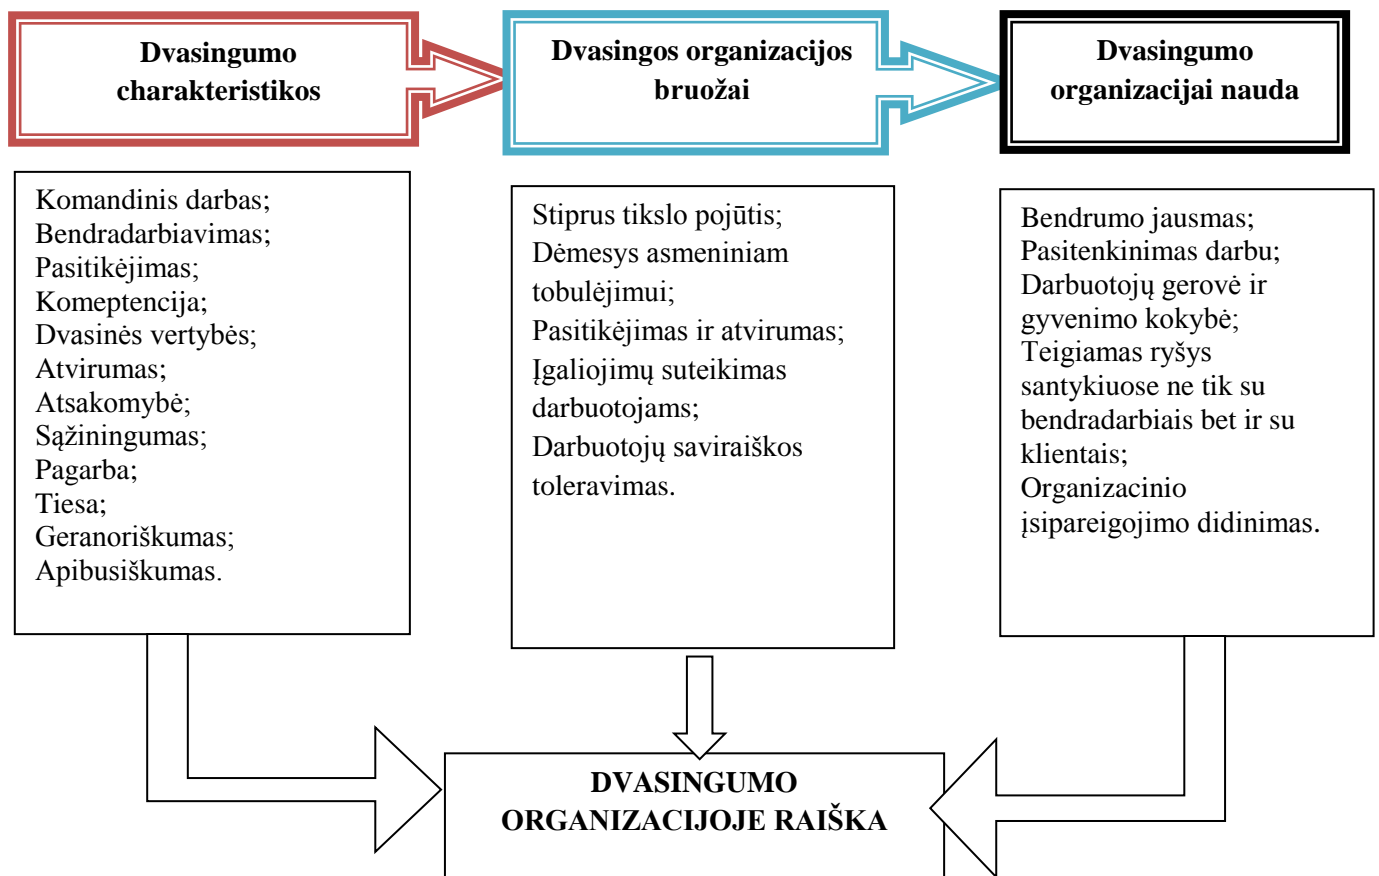 Dvasingumo
charakteristikos
Dvasingos organizacijos
bruožai
Dvasingumo
organizacijai nauda
Komandinis darbas;
Bendradarbiavimas;
Pasitikėjimas;
Komeptencija;
Dvasinės vertybės;
Atvirumas;
Atsakomybė;
Sąžiningumas;
Pagarba;
Tiesa;
Geranoriškumas;
Apibusiškumas.
Stiprus tikslo pojūtis;
Dėmesys asmeniniam
tobulėjimui;
Pasitikėjimas ir atvirumas;
Įgaliojimų suteikimas
darbuotojams;
Darbuotojų saviraiškos
toleravimas.
Bendrumo jausmas;
Pasitenkinimas darbu;
Darbuotojų gerovė ir
gyvenimo kokybė;
Teigiamas ryšys
santykiuose ne tik su
bendradarbiais bet ir su
klientais;
Organizacinio
įsipareigojimo didinimas.
DVASINGUMO
ORGANIZACIJOJE RAIŠKA